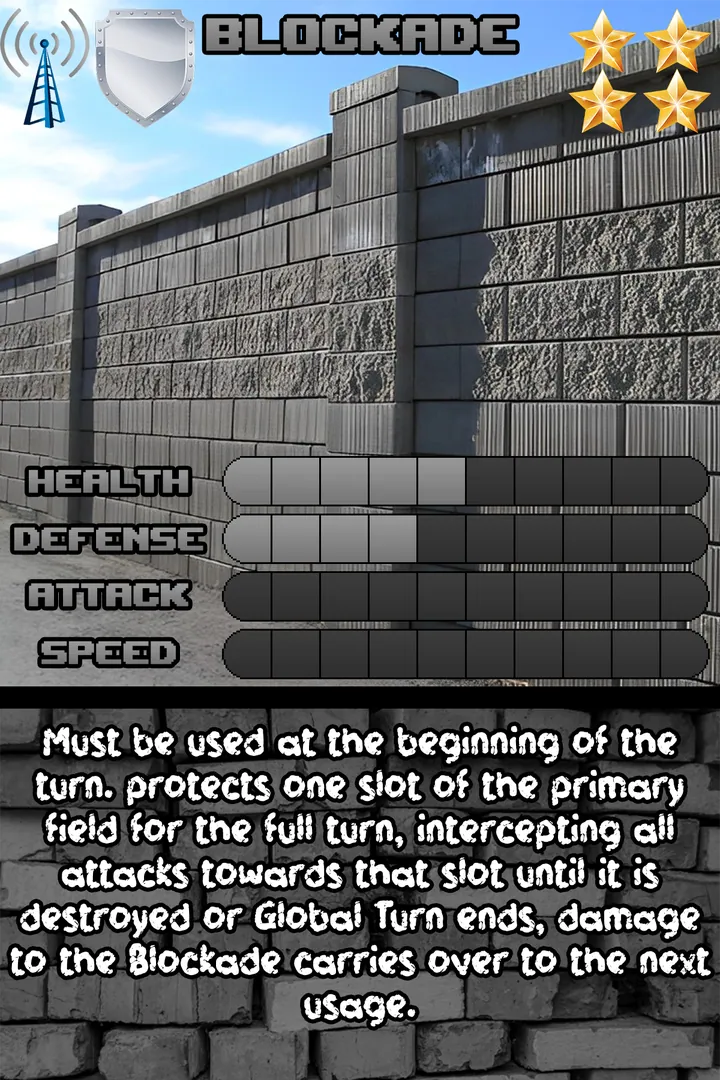 BLOCKADE
HEALTH
DEFENSE
ATTACK
SPEED
Must be used at the beginning of the
turn. protects one slot of the primary
field for the full turn, intercepting all
attacks towards that slot until it is
destroyed or Global Turn ends, damage
to the Blockade carries over to the next
usage.